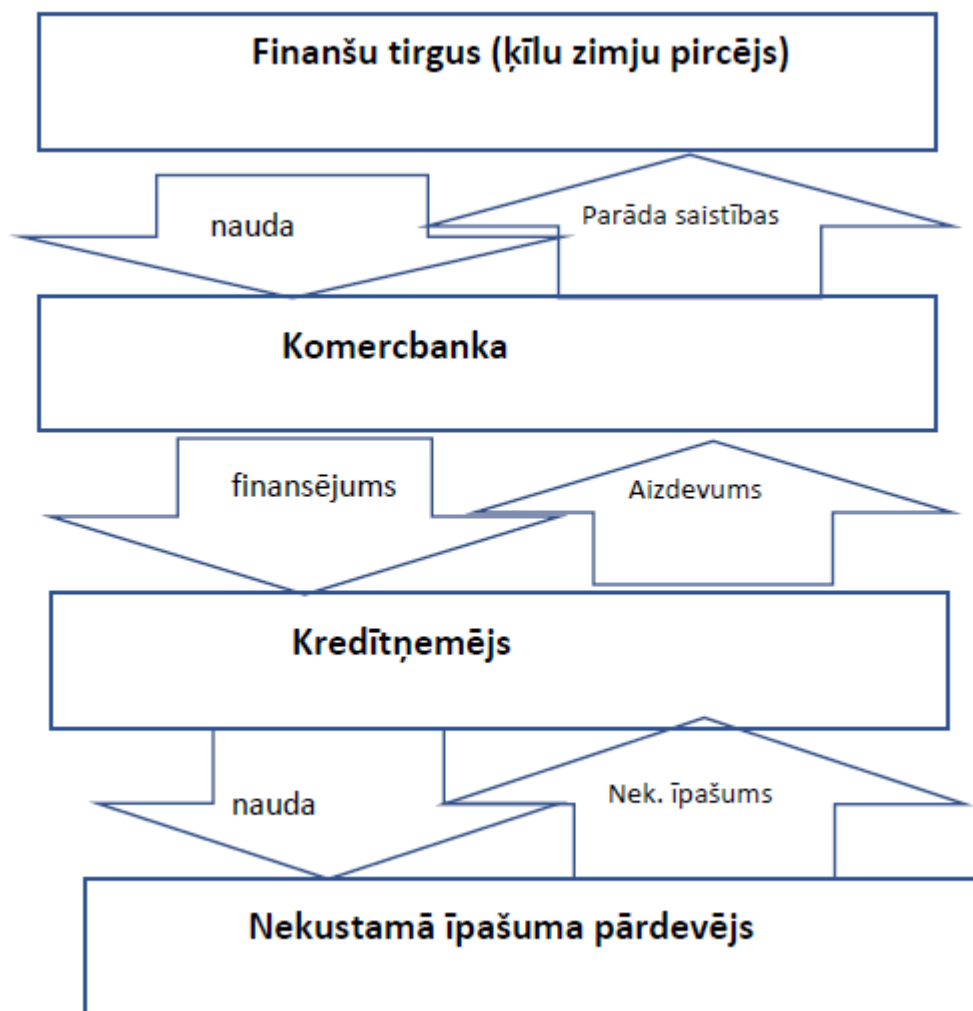 Finanšu tirgus (ķīlu zimju pircējs)
nauda
Parāda saistības
Komercbanka
finansējums
Aizdevums
Kredītņemējs
nauda
Nek. īpašums
Nekustamā īpašuma pārdevējs